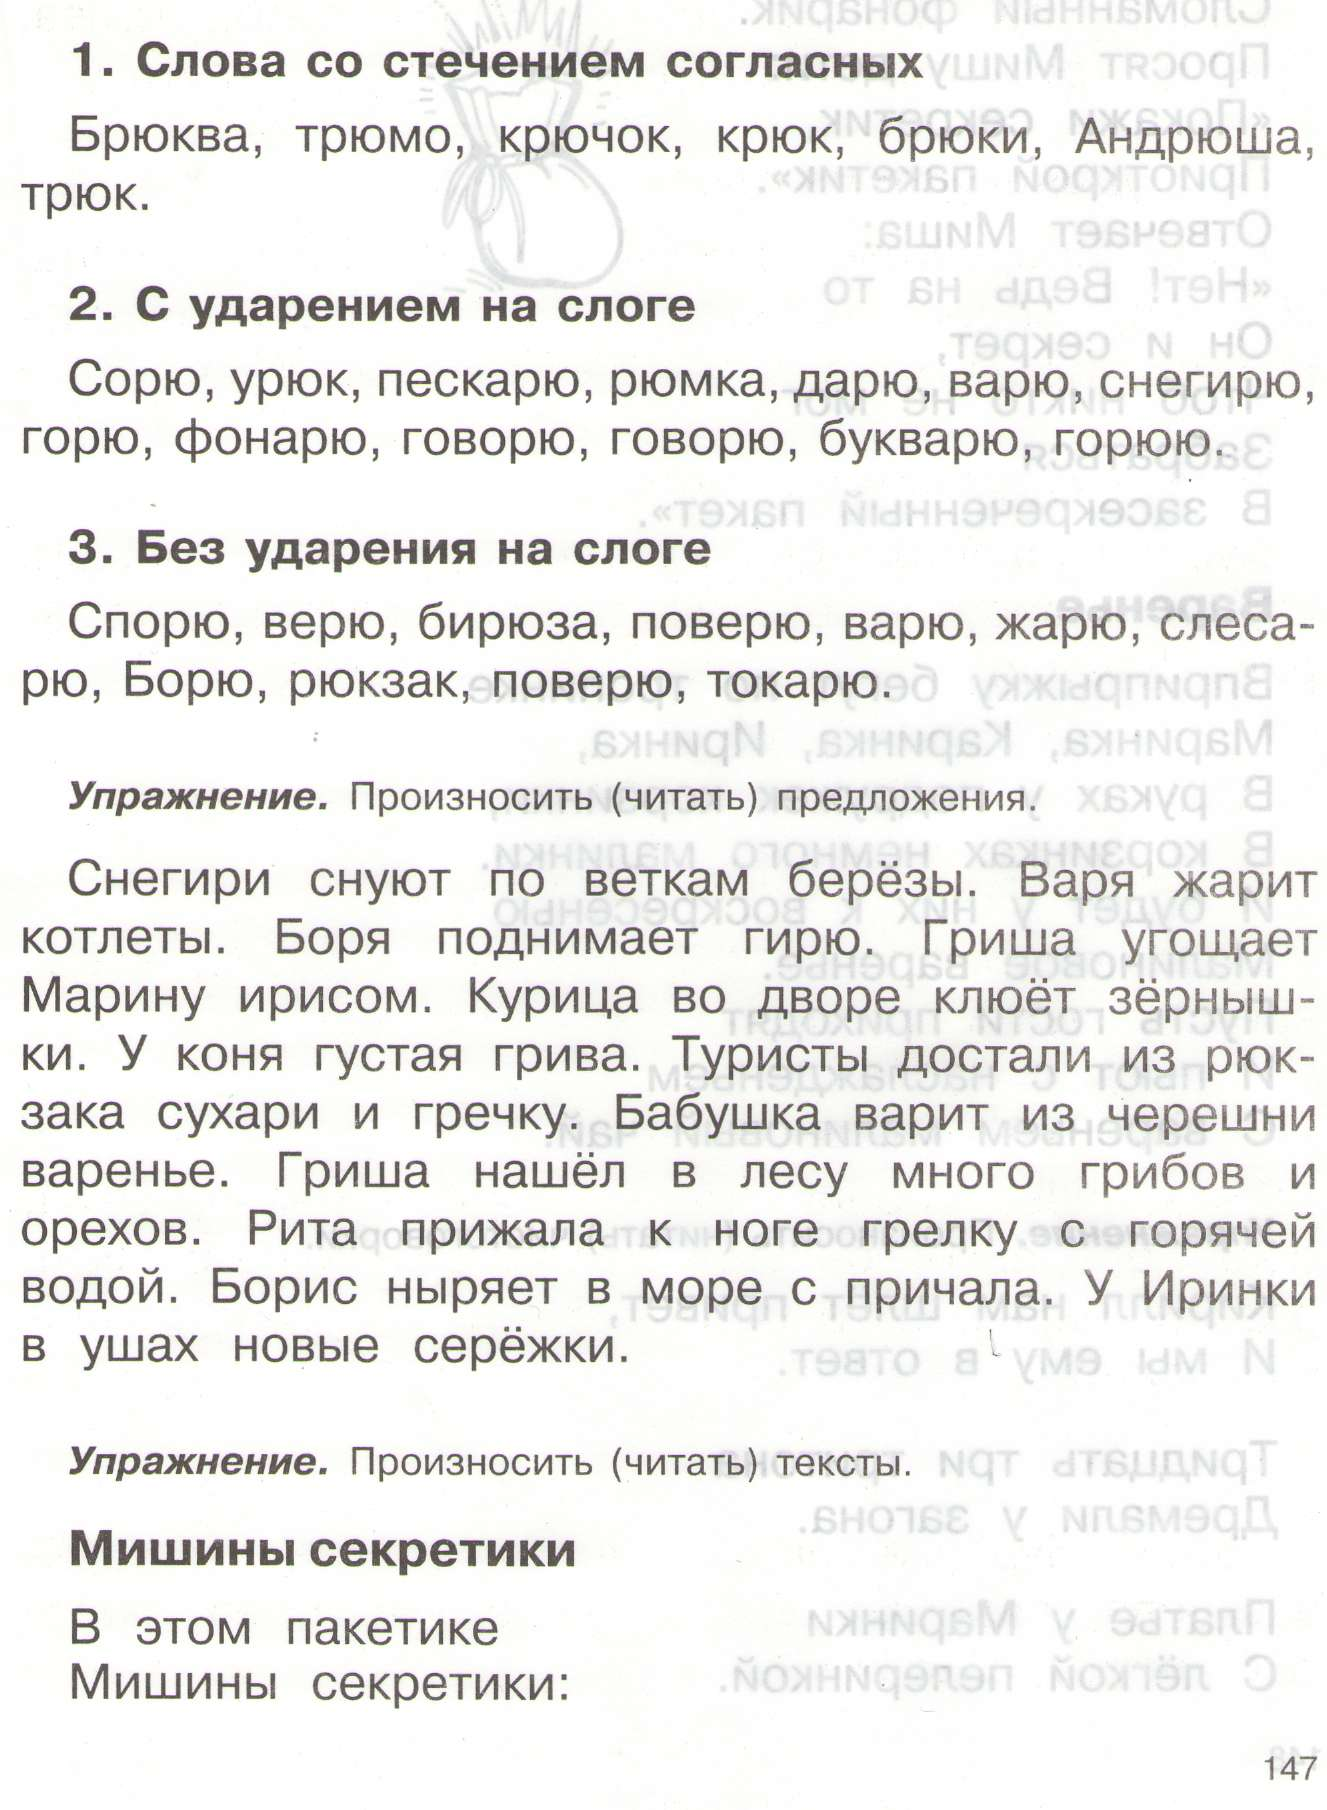 1. Слова со стечением согласных
Брюква, трюмо, крючок, крюк, брюки, Андрюша,
трюк.
2. С ударением на слоге
Сорю, урюк, пескарю, рюмка, дарю, варю, снегирю,
горю, фонарю, говорю, говорю, букварю, горюю.
3. Без ударения на слоге
Спорю, верю, бирюза, поверю, варю, жарю, слеса-
рю, Борю, рюкзак, поверю, токарю.
Упражнение. Произносить (читать) предложения.
Снегири снуют по веткам берёзы. Варя жарит
котлеты. Боря поднимает гирю. Гриша угощает
Марину ирисом. Курица во дворе клюёт зёрныш-
ки. У коня густая грива. Туристы достали из рюк-
зака сухари и гречку. Бабушка варит из черешни
варенье. Гриша нашёл в лесу много грибов и
орехов. Рита прижала к ноге грелку с горячей
водой. Борис ныряет в море с причала. У Иринки
в ушах новые серёжки.
Упражнение. Произносить (читать) тексты.
Мишины секретики
В этом пакетике
Мишины секретики:
147